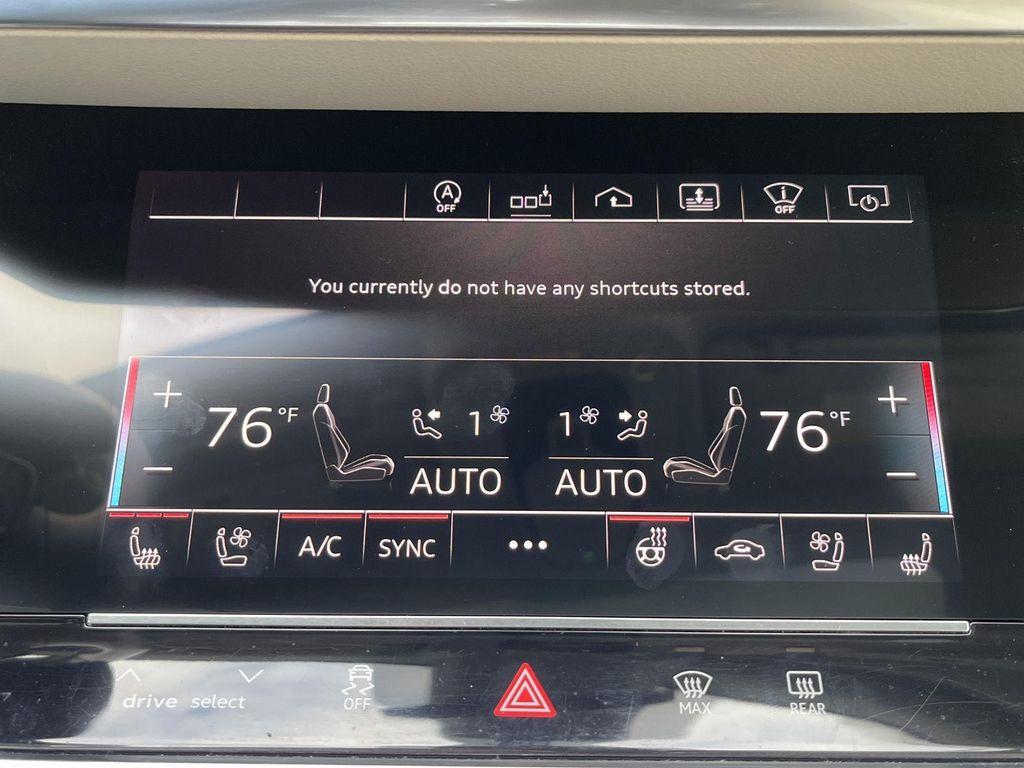 A
OFF
i
OFF
You currently do not have any shortcuts stored.
76°F 1 1 76°F
AUTO AUTO
A/C SYNC
drive select OFF MAX REAR